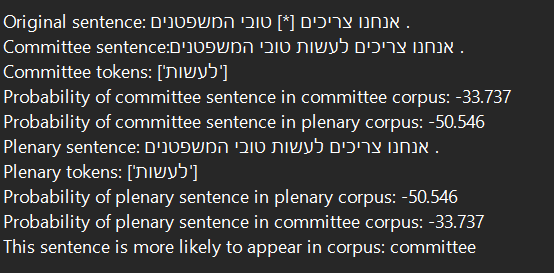 Original sentence: אנחנו צריכים [*] טובי המשפטנים .
Committee sentence:אנחנו צריכים לעשות טובי המשפטנים .
Committee tokens: ['לעשות']
Probability of committee sentence in committee corpus: -33.737
Probability of committee sentence in plenary corpus: -50.546
Plenary sentence: אנחנו צריכים לעשות טובי המשפטנים .
Plenary tokens: ['לעשות']
Probability of plenary sentence in plenary corpus: -50.546
Probability of plenary sentence in committee corpus: -33.737
This sentence is more likely to appear in corpus: committee